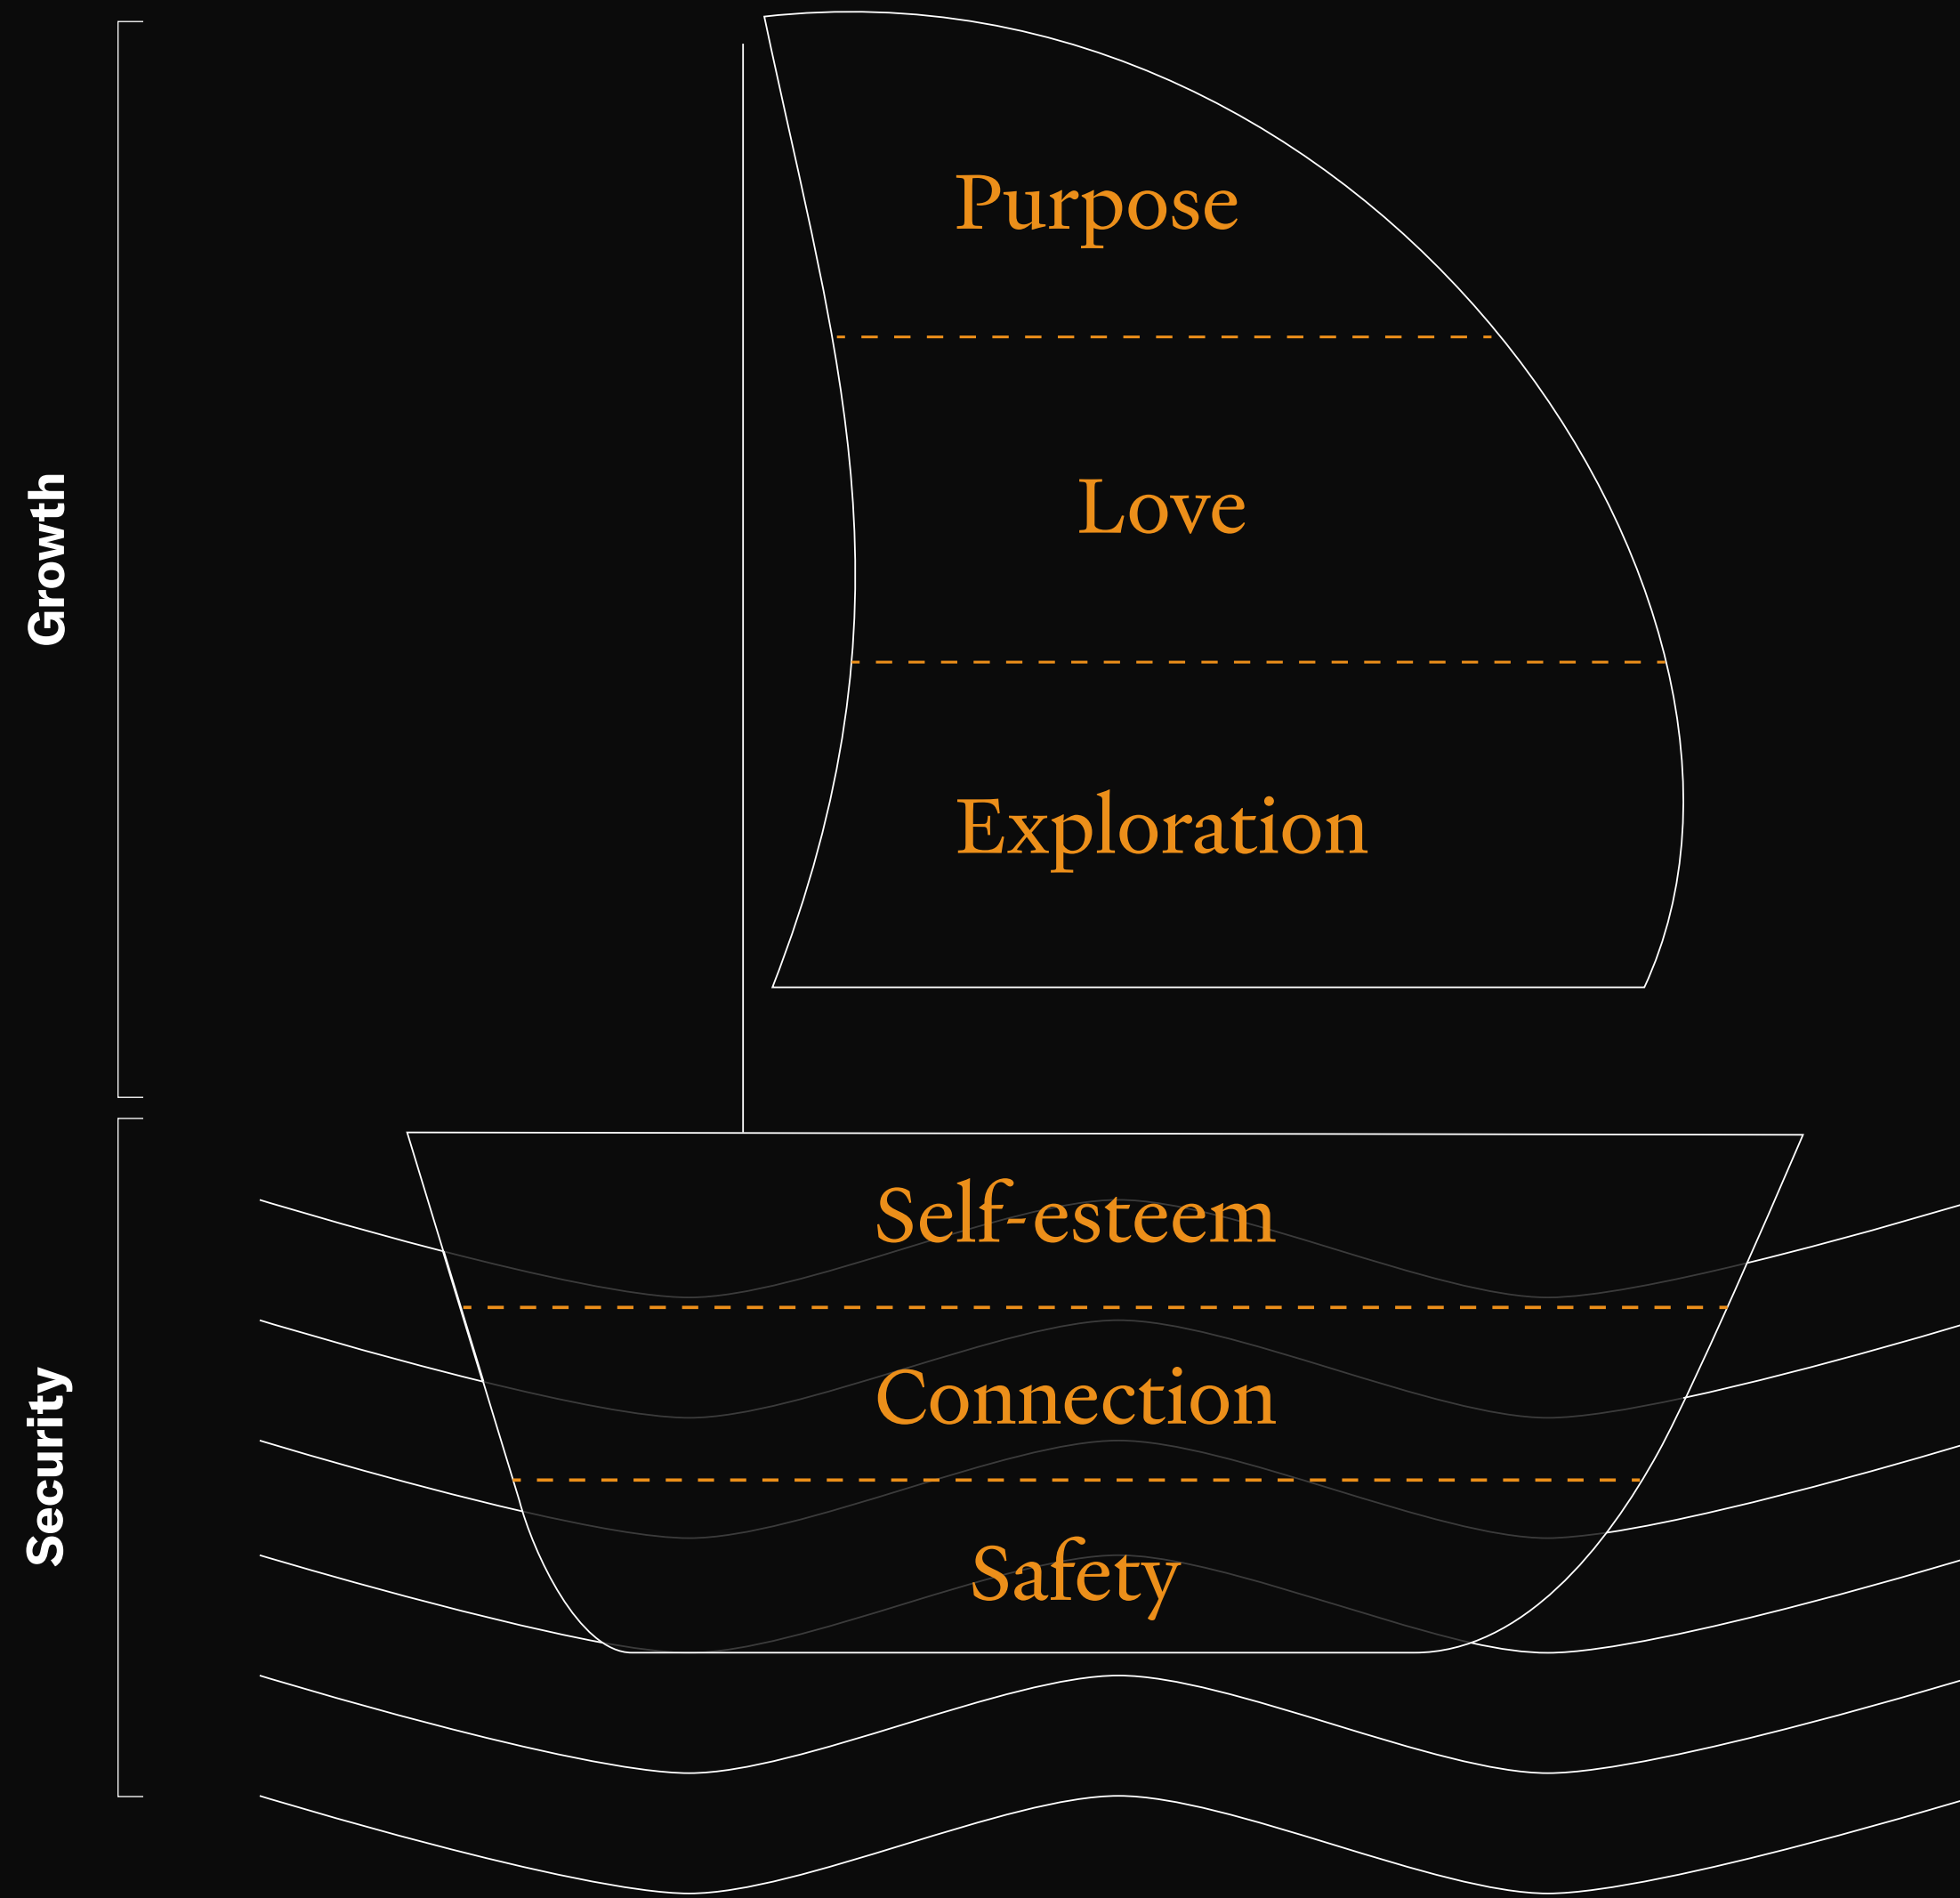 Growth
Purpose
Love
Exploration
Security
Self-esteem
Connection
Safety